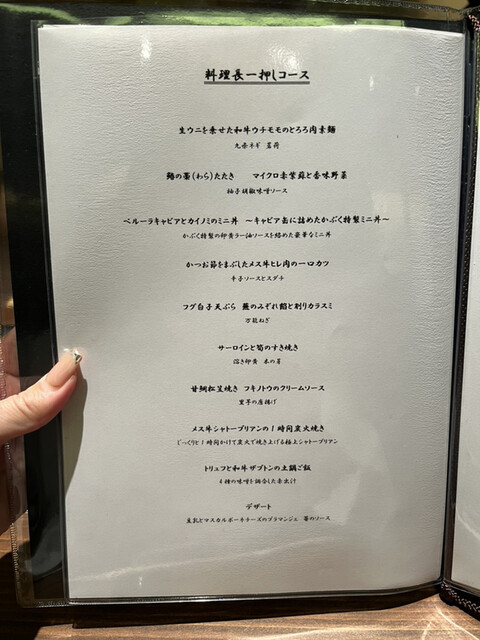 料理長一押しコース
生ウニを乗せた和牛ウチモモのとろろ肉素麺
九条ネギ 茗荷
鰆の藁(わら)たたき マイクロ赤紫蘇と香味野菜
柚子胡椒味噌ソース
ベルーラキャビアとカイノミのミニ丼 〜キャビア缶に詰めたかぶく特製ミニ丼〜
かぶく特製の卵黄ラー油ソースを絡めた豪華なミニ丼
かつお節をまぶしたメス牛ヒレ肉の一口カツ
辛子ソースとスダチ
フグ白子天ぷら 蕪のみぞれ餡と削りカラスミ
万能ねぎ
サーロインと筍のすき焼き
溶き卵黄 木の芽
甘鯛松笠焼き フキノトウのクリームソース
里芋の唐揚げ
メス牛シャトーブリアンの1時間炭火焼き
じっくりと1時間かけて炭火で焼き上げる極上シャトーブリアン
トリュフと和牛ザブトンの土鍋ご飯
4種の味噌を調合した赤出汁
デザート
豆乳とマスカルポーネチーズのブラマンジェ 苺のソース